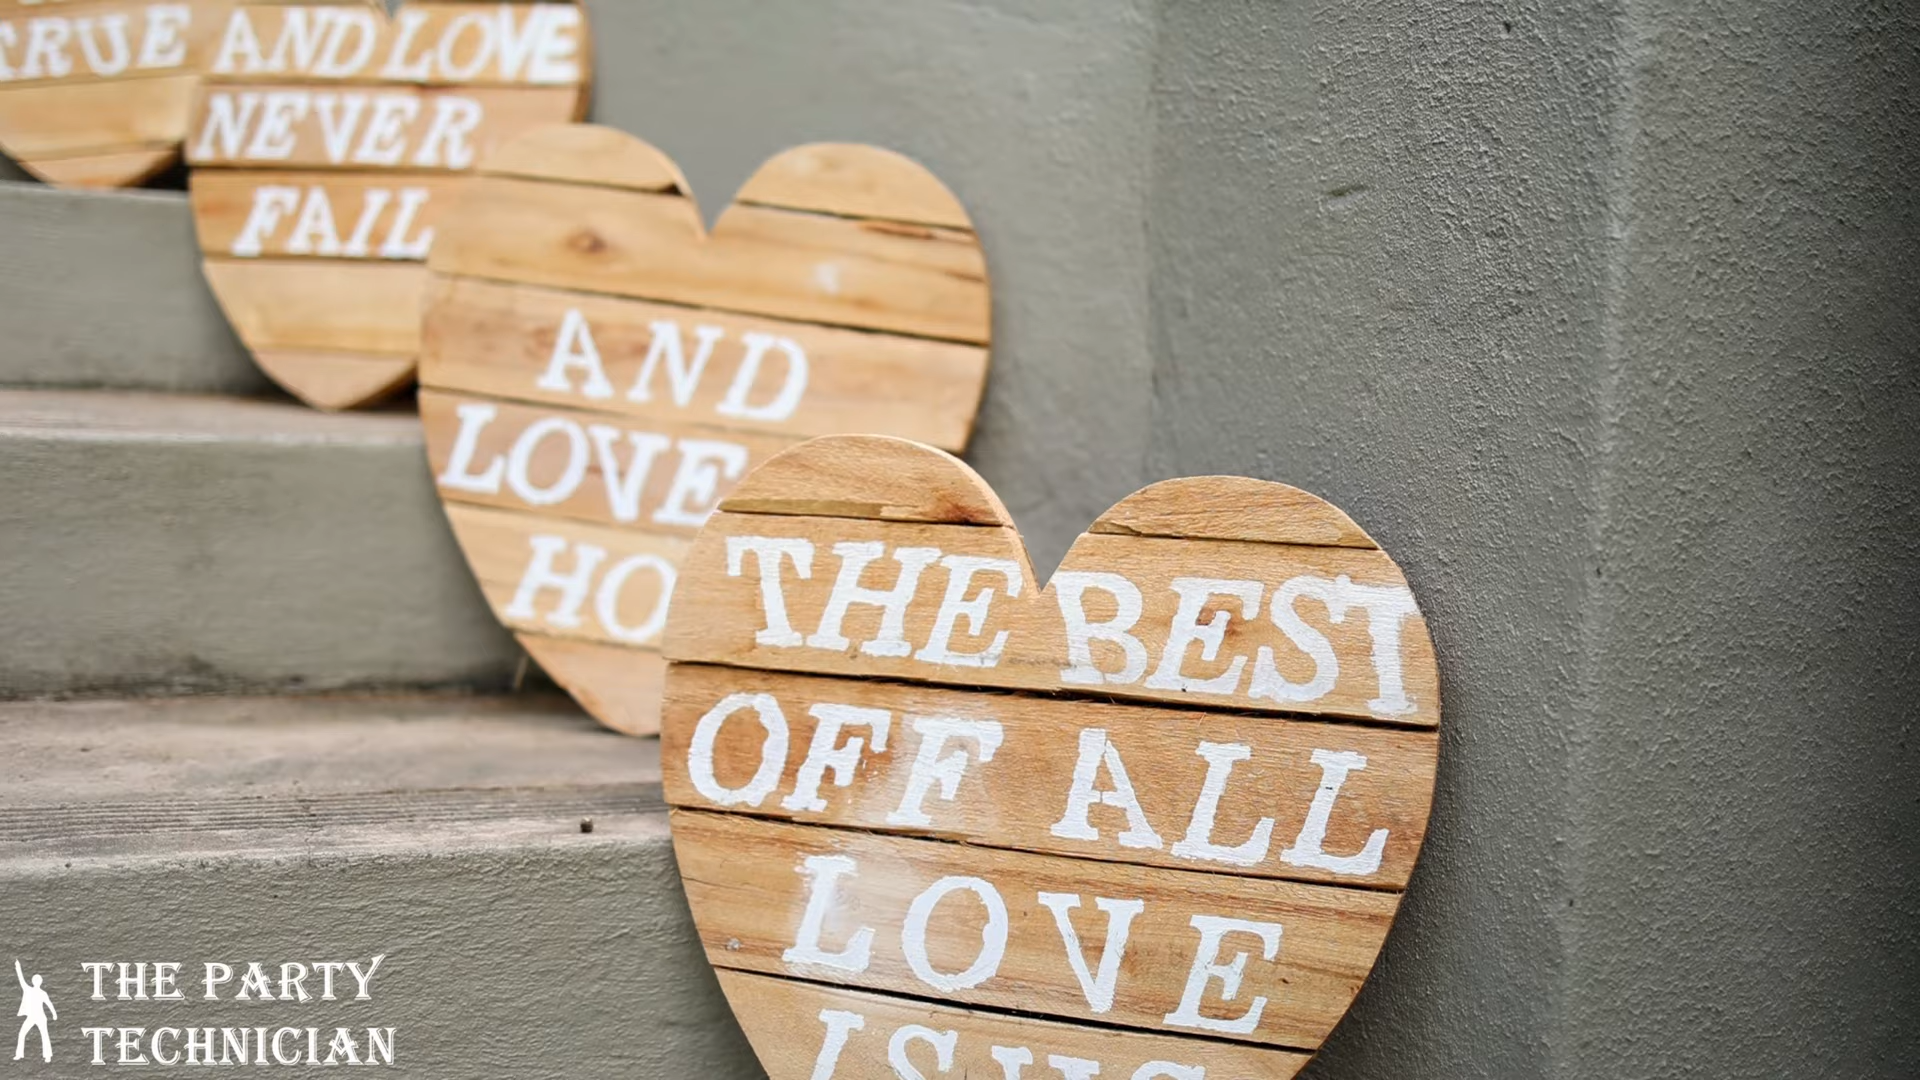 TRUE
AND LOVE
NEVER
FAIL
AND
LOVE
THE BEST
OFF ALL
LOVE
THE PARTY
TECHNICIAN